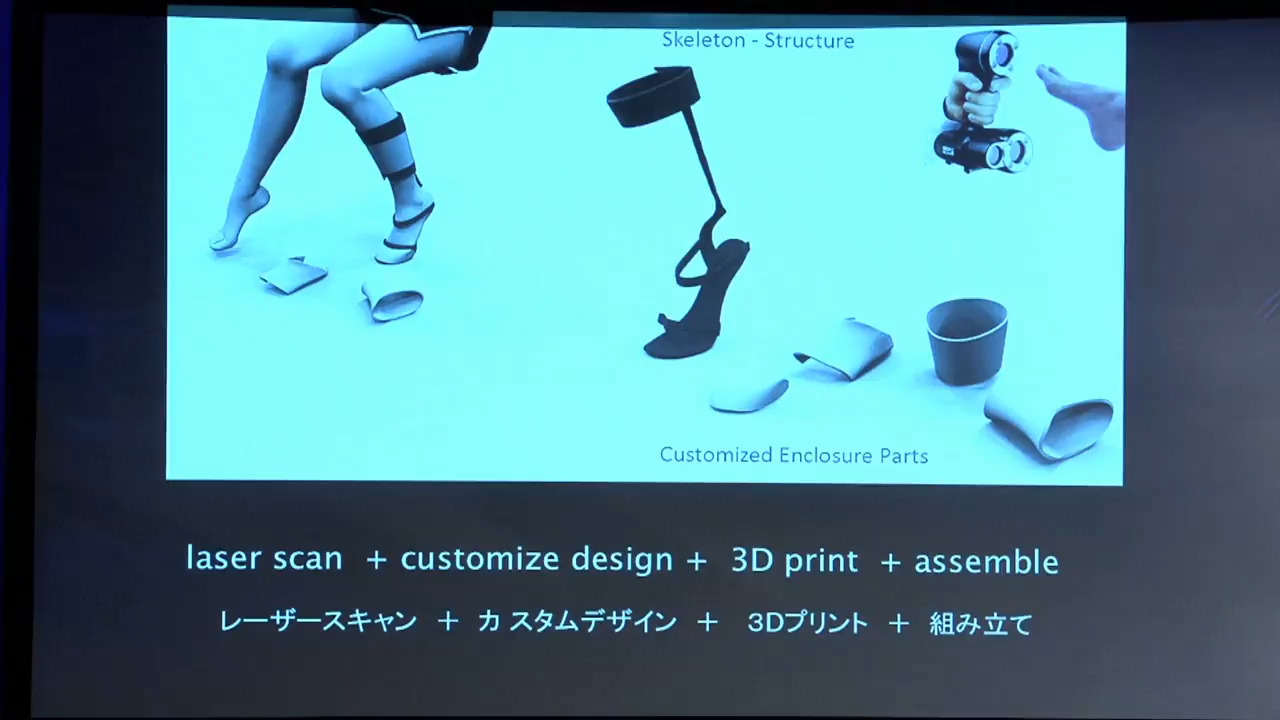 Skeleton - Structure
Customized Enclosure Parts
laser scan + customize design + 3D print + assemble
レーザースキャン + カ スタムデザイン + 3Dプリント + 組み立て